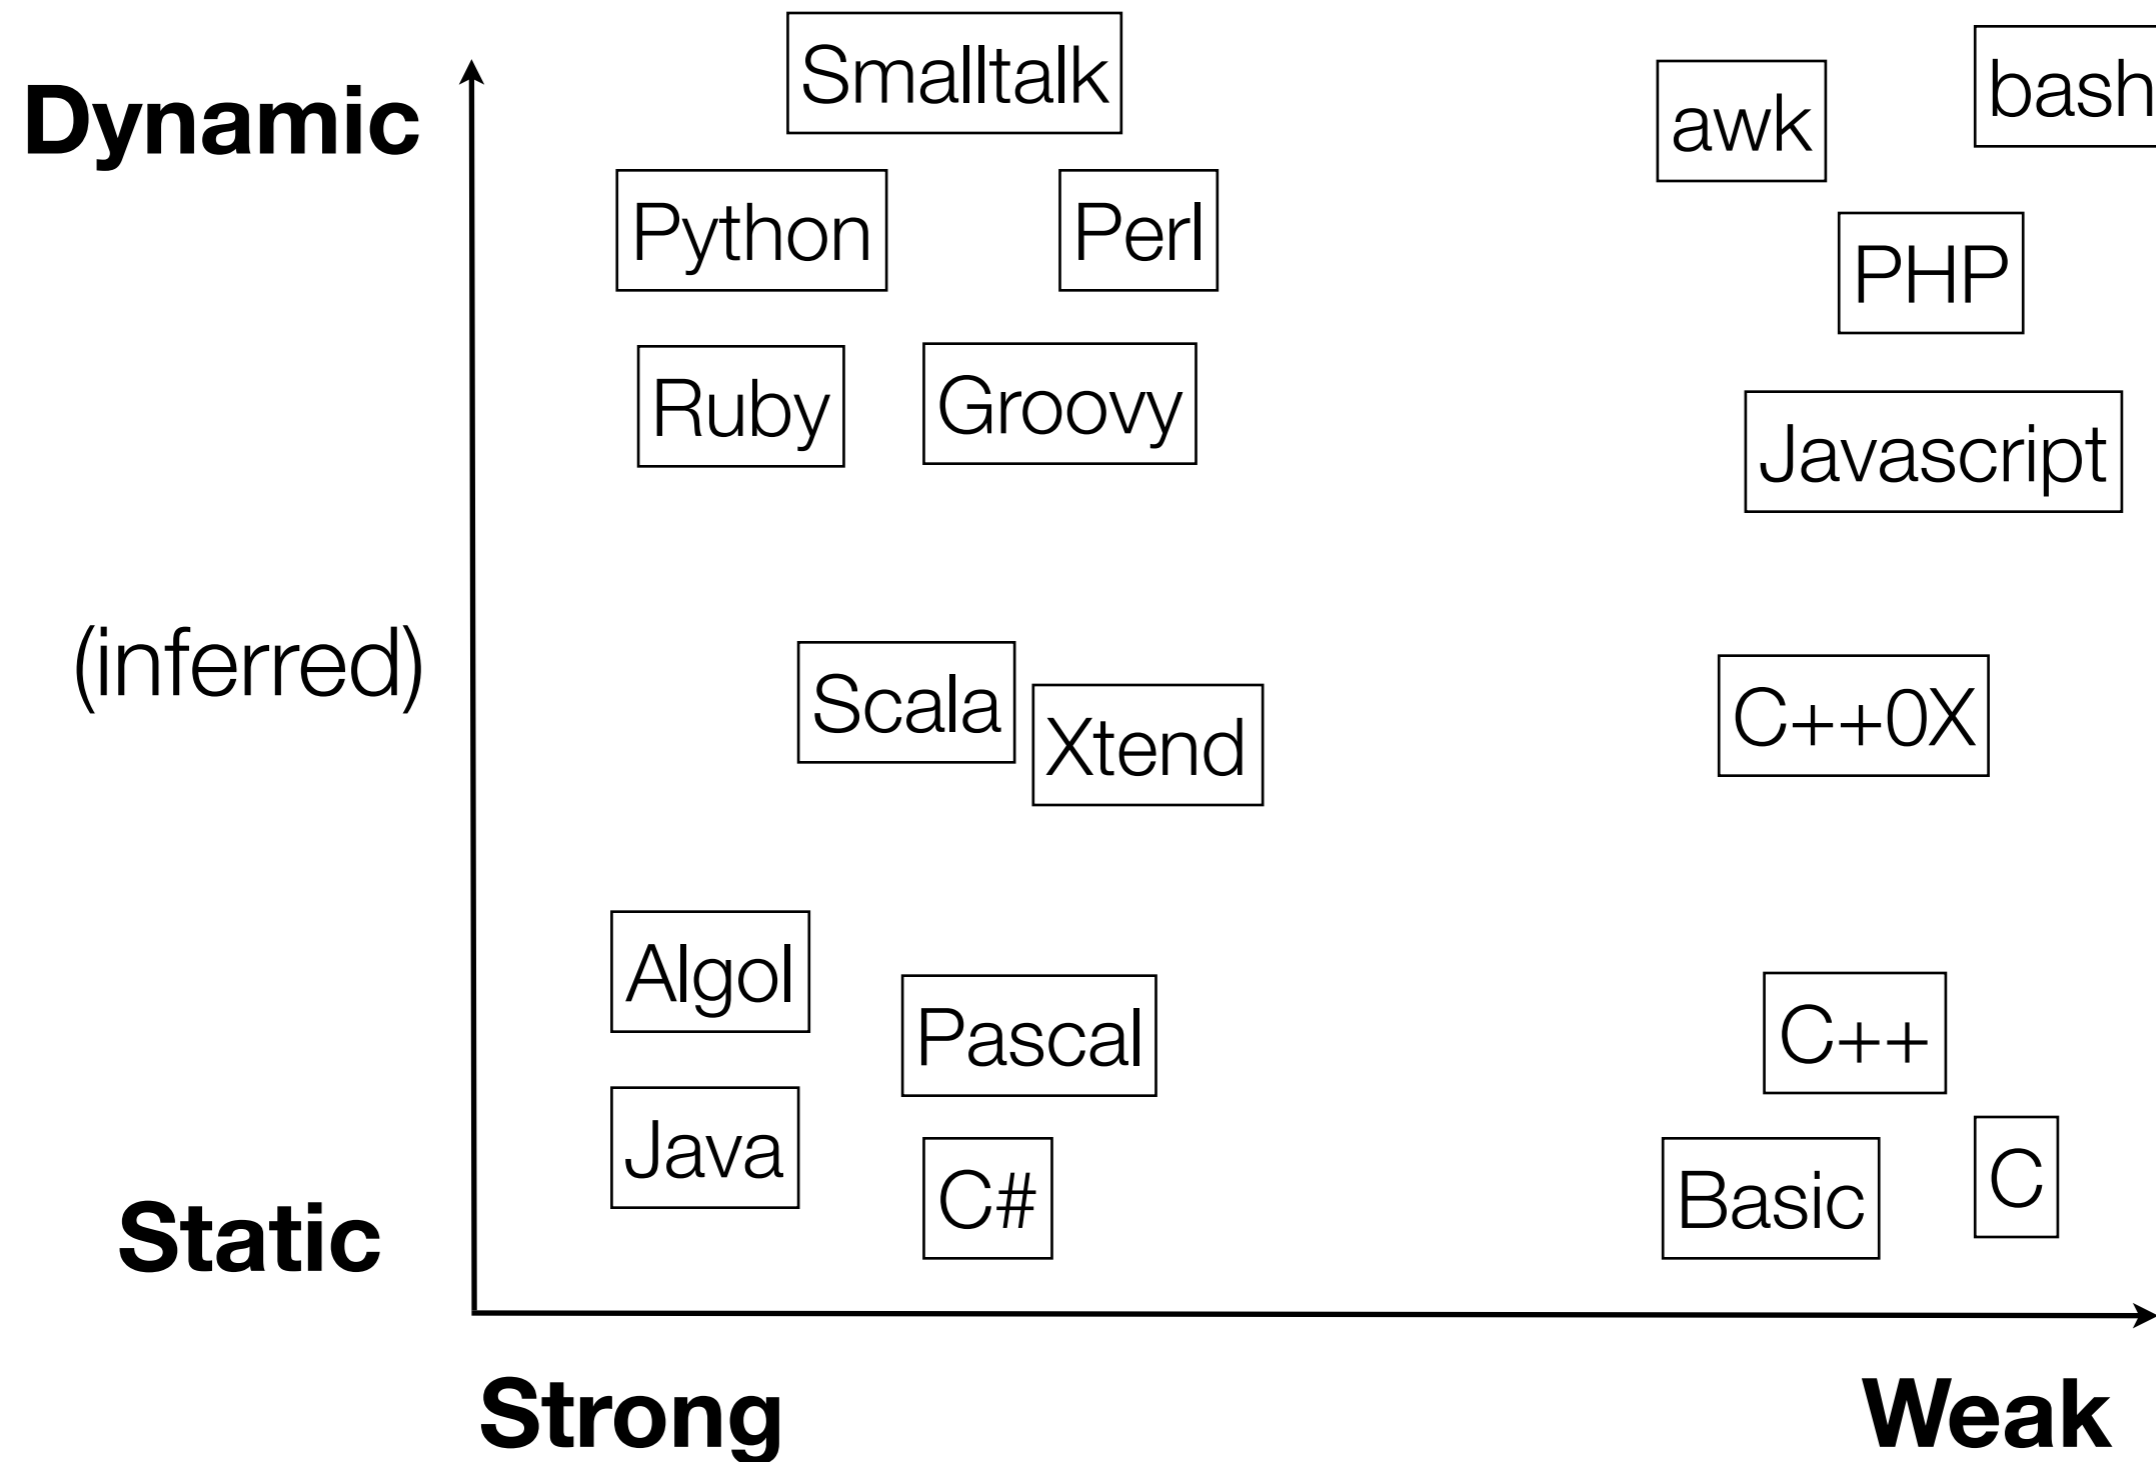 Smalltalk
bash
Dynamic
awk
Python
Perl
PHP
Ruby
Groovy
Javascript
(inferred)
Scala
C++0X
Xtend
Algol
Pascal
C++
Java
C
C#
Basic
Static
Strong
Weak